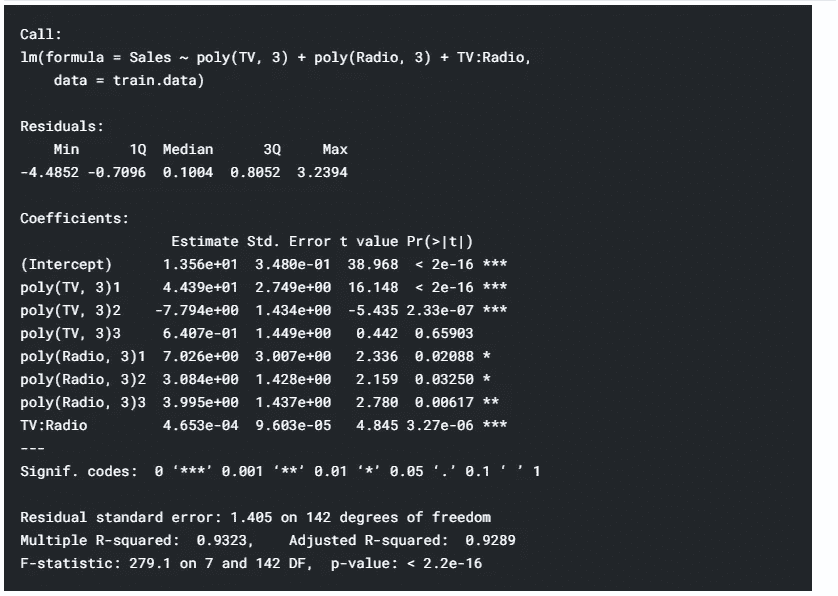 Call:
lm(formula = Sales ~ poly(TV, 3) + poly(Radio, 3) + TV:Radio,
    data = train.data)

Residuals:
    Min      1Q  Median      3Q     Max
-4.4852 -0.7096  0.1004  0.8052  3.2394

Coefficients:
                  Estimate Std. Error t value Pr(>|t|)
(Intercept)      1.356e+01  3.480e-01  38.968  < 2e-16 ***
poly(TV, 3)1     4.439e+01  2.749e+00  16.148  < 2e-16 ***
poly(TV, 3)2    -7.794e+00  1.434e+00  -5.435 2.33e-07 ***
poly(TV, 3)3     6.407e-01  1.449e+00   0.442  0.65903
poly(Radio, 3)1  7.026e+00  3.007e+00   2.336  0.02088 *
poly(Radio, 3)2  3.084e+00  1.428e+00   2.159  0.03250 *
poly(Radio, 3)3  3.995e+00  1.437e+00   2.780  0.00617 **
TV:Radio         4.653e-04  9.603e-05   4.845 3.27e-06 ***
---
Signif. codes:  0 ‘***’ 0.001 ‘**’ 0.01 ‘*’ 0.05 ‘.’ 0.1 ‘ ’ 1

Residual standard error: 1.405 on 142 degrees of freedom
Multiple R-squared:  0.9323,    Adjusted R-squared:  0.9289
F-statistic: 279.1 on 7 and 142 DF,  p-value: < 2.2e-16